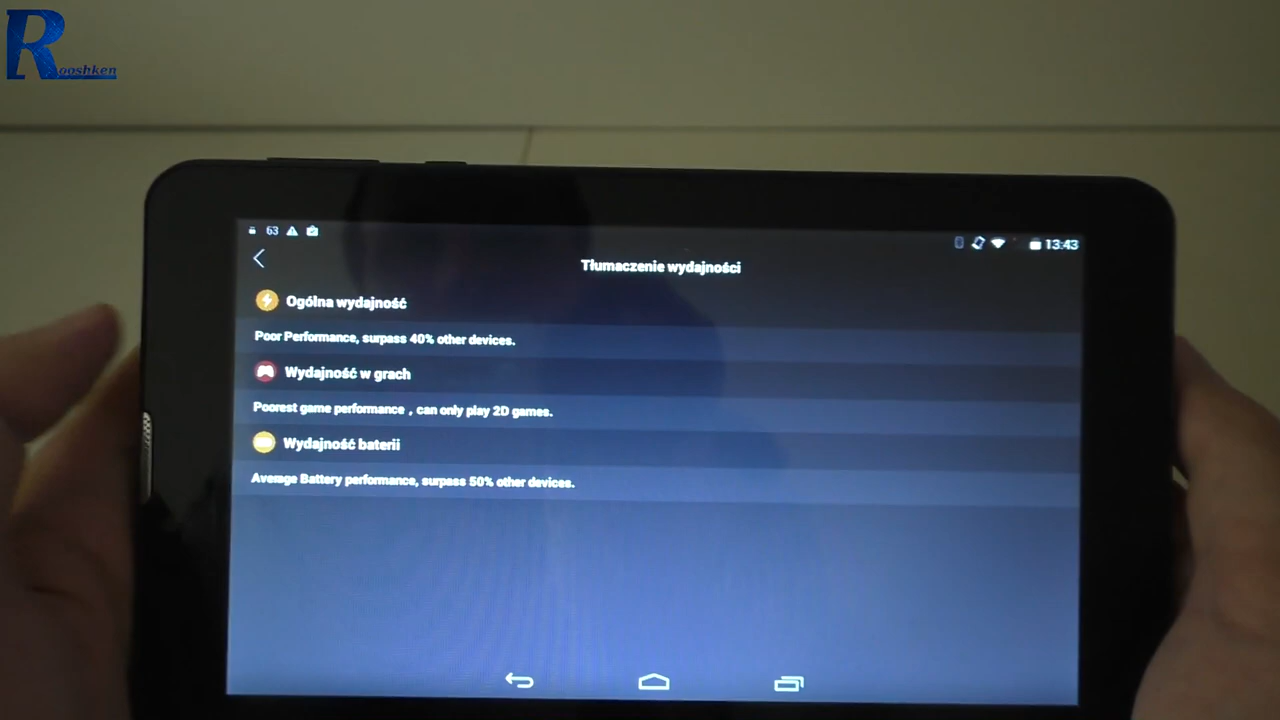 Rooshken
63
13:43
Tłumaczenie wydajności
Ogólna wydajność
Poor Performance, surpass 40% other devices.
Wydajność w grach
Poorest game performance , can only play 2D games.
Wydajność baterii
Average Battery performance, surpass 50% other devices.